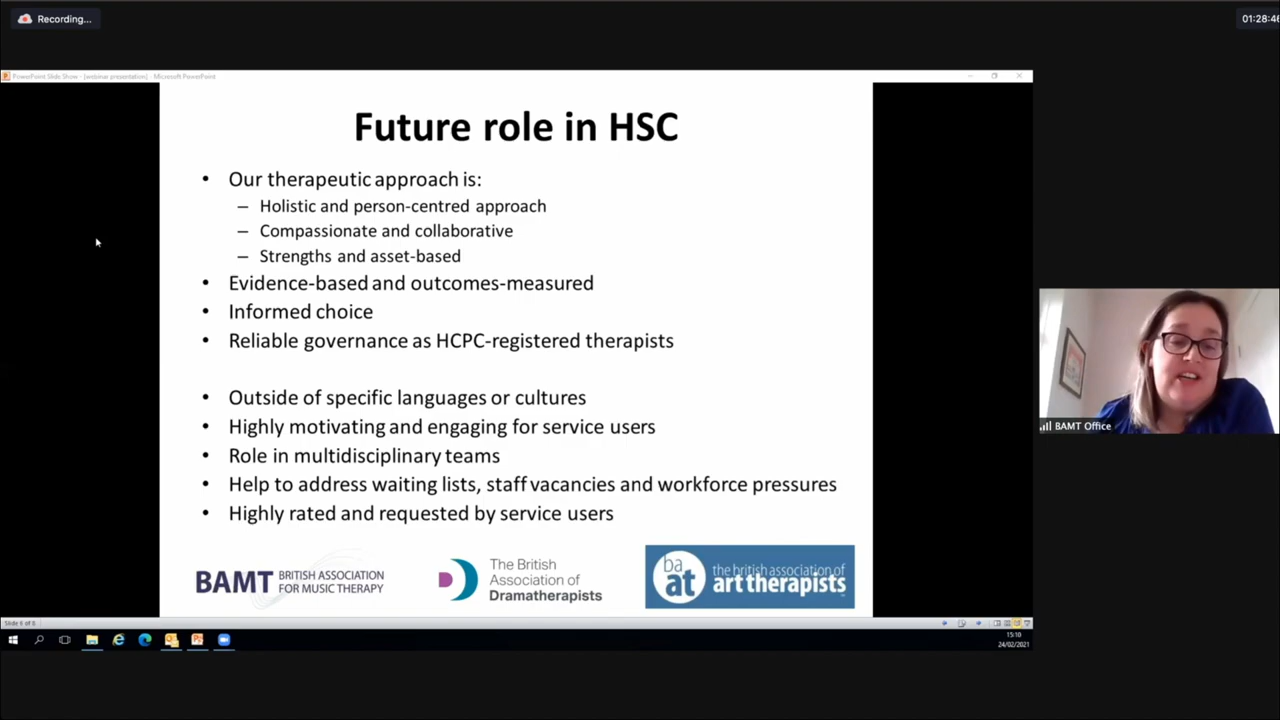 Recording...
01:28:46
PowerPoint Slide Show - [webinar presentation] - Microsoft PowerPoint
Future role in HSC
• Our therapeutic approach is:
– Holistic and person-centred approach
– Compassionate and collaborative
– Strengths and asset-based
• Evidence-based and outcomes-measured
• Informed choice
• Reliable governance as HCPC-registered therapists
• Outside of specific languages or cultures
• Highly motivating and engaging for service users
• Role in multidisciplinary teams
• Help to address waiting lists, staff vacancies and workforce pressures
• Highly rated and requested by service users
BAMT BRITISH ASSOCIATION
FOR MUSIC THERAPY
The British
Association of
Dramatherapists
ba
at
the british association of
art therapists
BAMT Office
Slide 6 of 8
15:10
24/02/2021